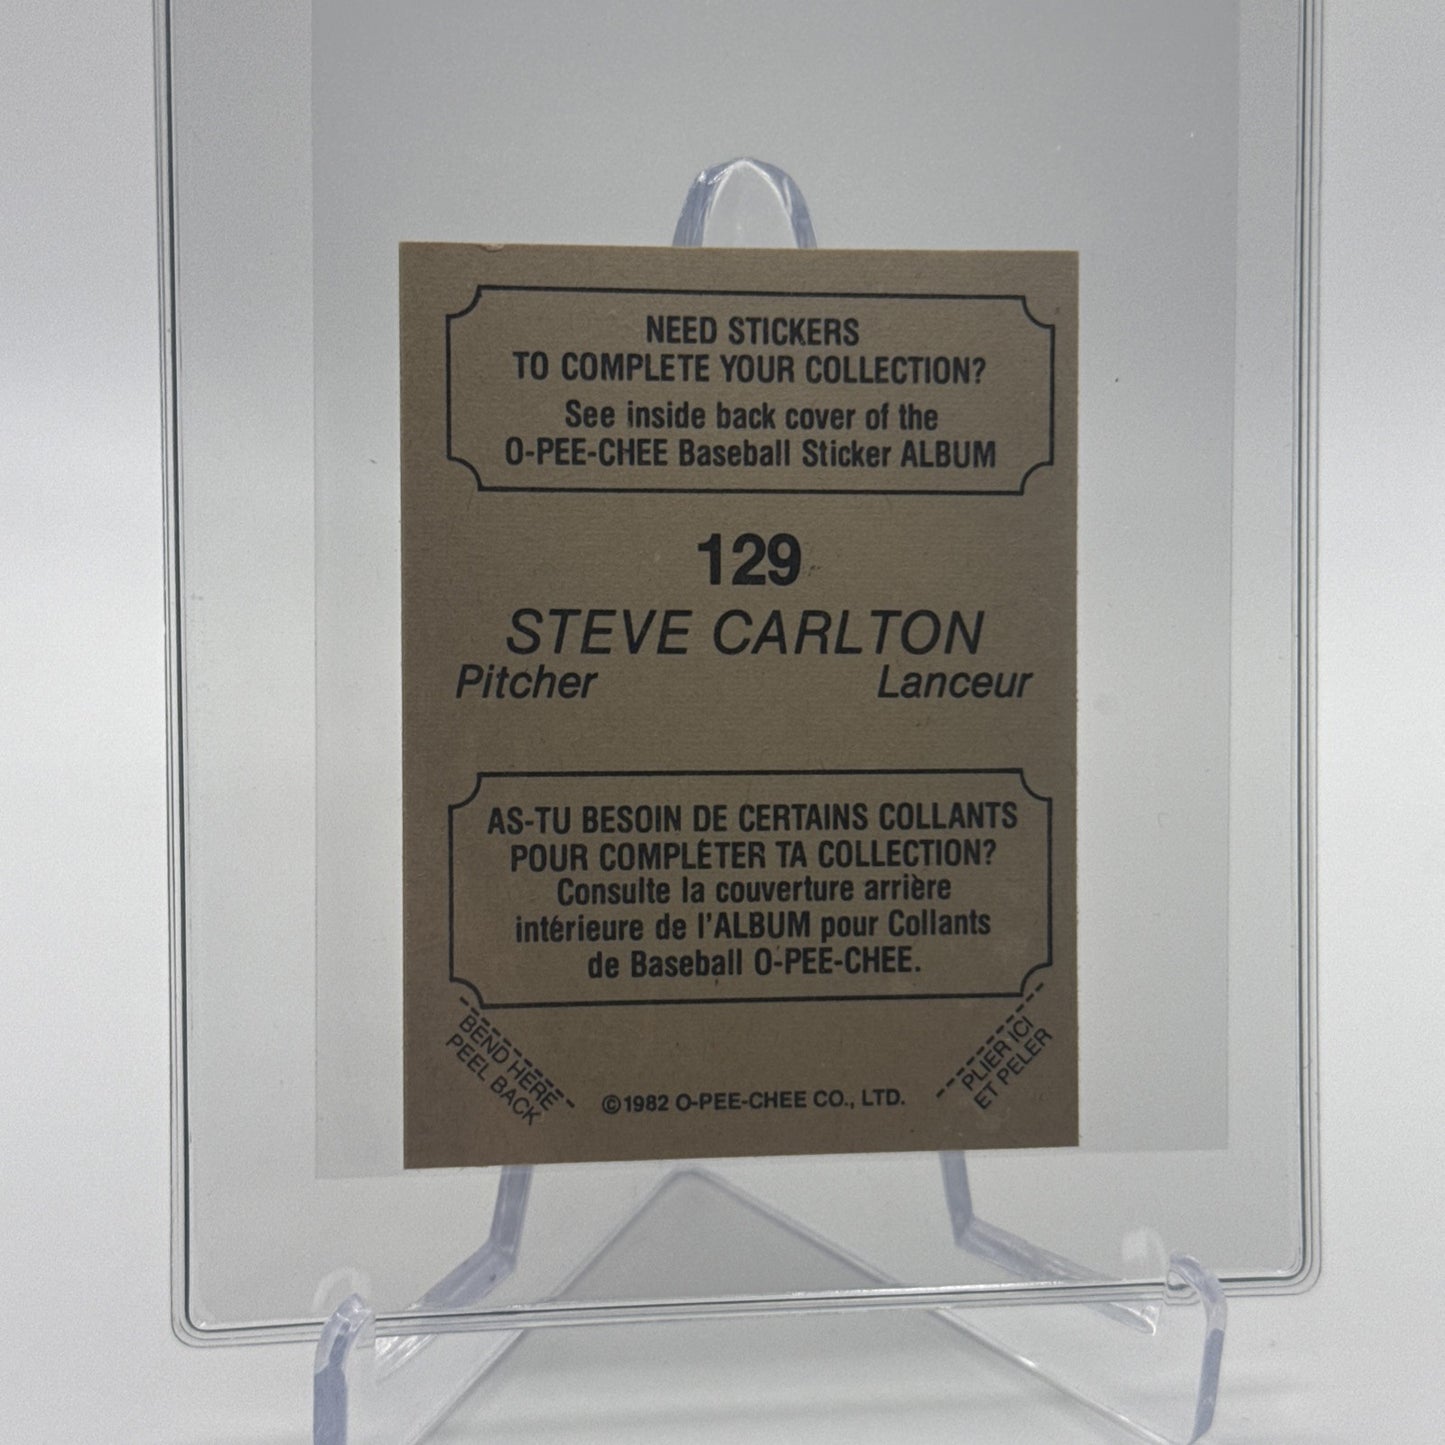 NEED STICKERS
TO COMPLETE YOUR COLLECTION?
See inside back cover of the
O-PEE-CHEE Baseball Sticker ALBUM
129
STEVE CARLTON
Pitcher Lanceur
AS-TU BESOIN DE CERTAINS COLLANTS
POUR COMPLÉTER TA COLLECTION?
Consulte la couverture arrière
intérieure de l'ALBUM pour Collants
de Baseball O-PEE-CHEE.
BEND HERE
PEEL BACK
©1982 O-PEE-CHEE CO., LTD.
PLIER ICI
ET PELER